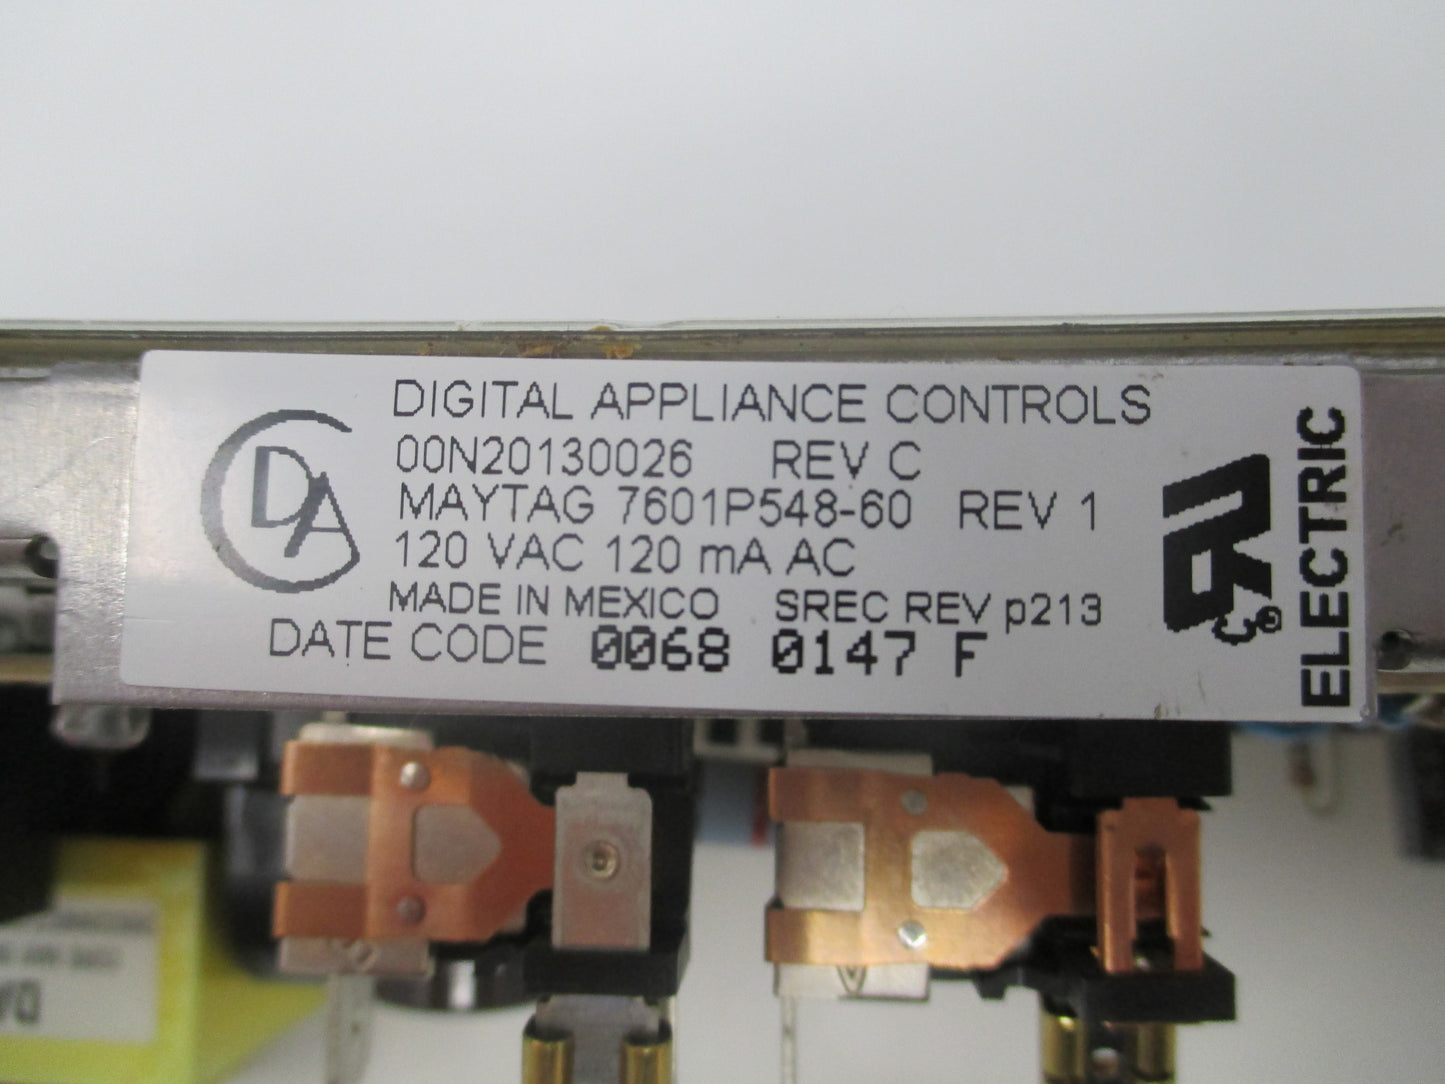 DIGITAL APPLIANCE CONTROLS
DA
00N20130026 REV C
MAYTAG 7601P548-60 REV 1
120 VAC 120 mA AC
MADE IN MEXICO SREC REV p213
DATE CODE 0068 0147 F
ELECTRIC